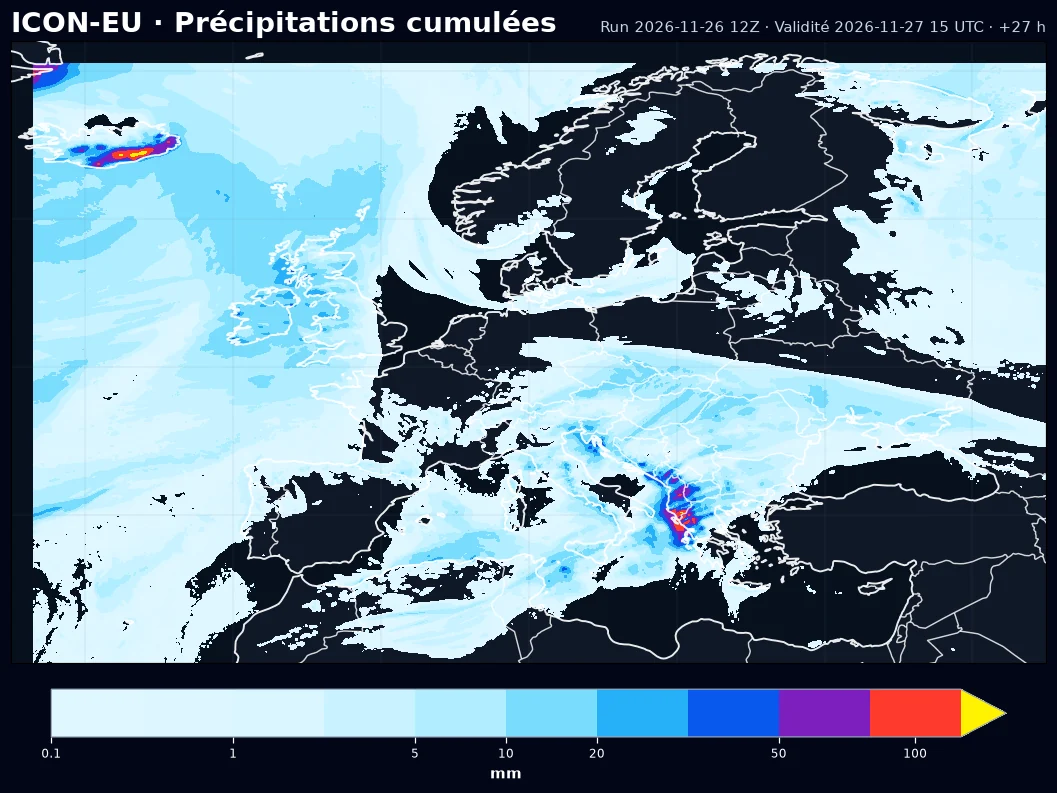 ICON-EU · Précipitations cumulées
Run 2026-11-26 12Z · Validité 2026-11-27 15 UTC · +27 h
0.1 1 5 10 20 50 100
mm